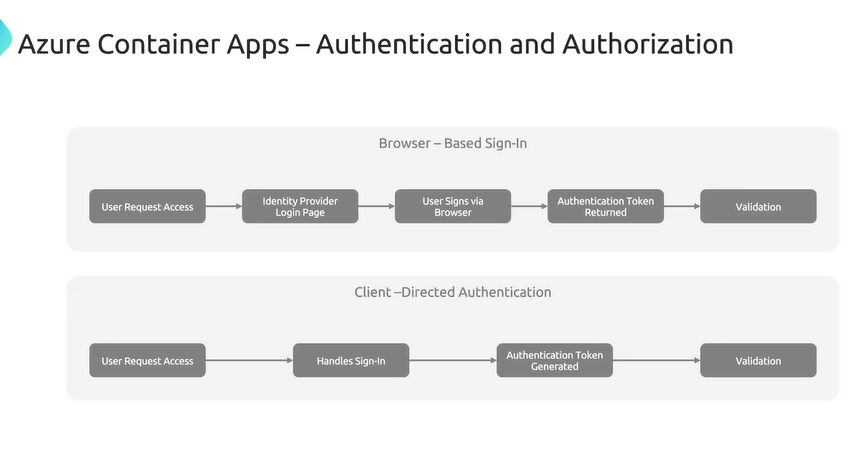 Azure Container Apps – Authentication and Authorization
Browser – Based Sign-In
User Request Access
Identity Provider
Login Page
User Signs via
Browser
Authentication Token
Returned
Validation
Client –Directed Authentication
User Request Access
Handles Sign-In
Authentication Token
Generated
Validation